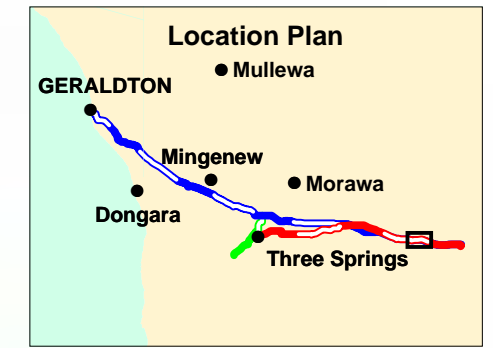 Location Plan
Mullewa
GERALDTON
Mingenew
Morawa
Dongara
Three Springs